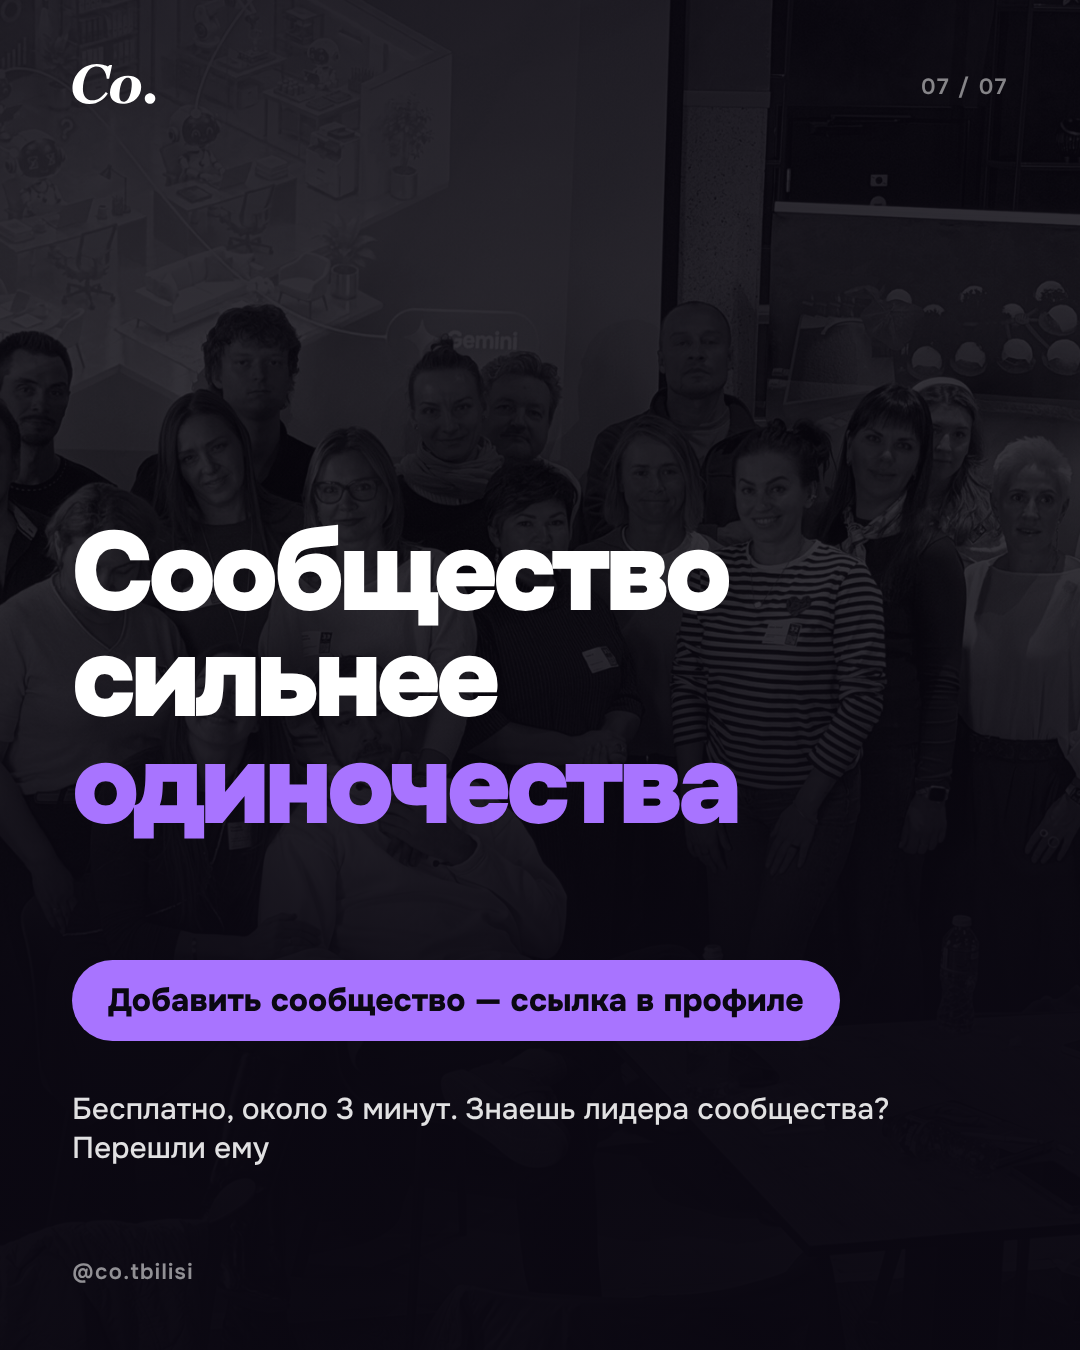 Co.
07 / 07
Gemini
Сообщество
сильнее
одиночества
Добавить сообщество — ссылка в профиле
Бесплатно, около 3 минут. Знаешь лидера сообщества?
Перешли ему
@co.tbilisi